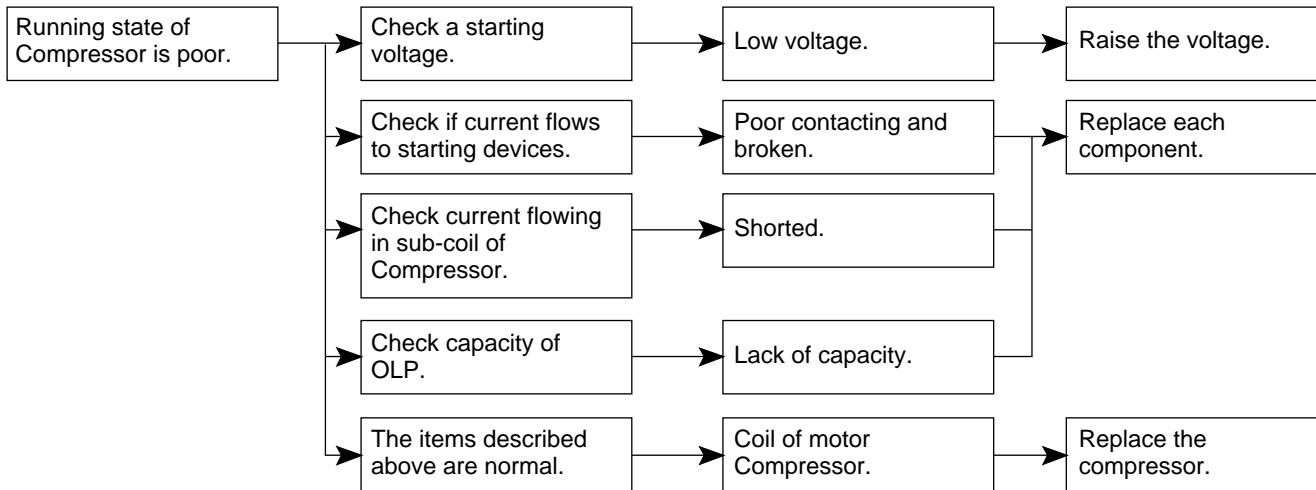 Running state of
Compressor is poor.
Check a starting
voltage.
Low voltage.
Raise the voltage.
Check if current flows
to starting devices.
Poor contacting and
broken.
Replace each
component.
Check current flowing
in sub-coil of
Compressor.
Shorted.
Check capacity of
OLP.
Lack of capacity.
The items described
above are normal.
Coil of motor
Compressor.
Replace the
compressor.